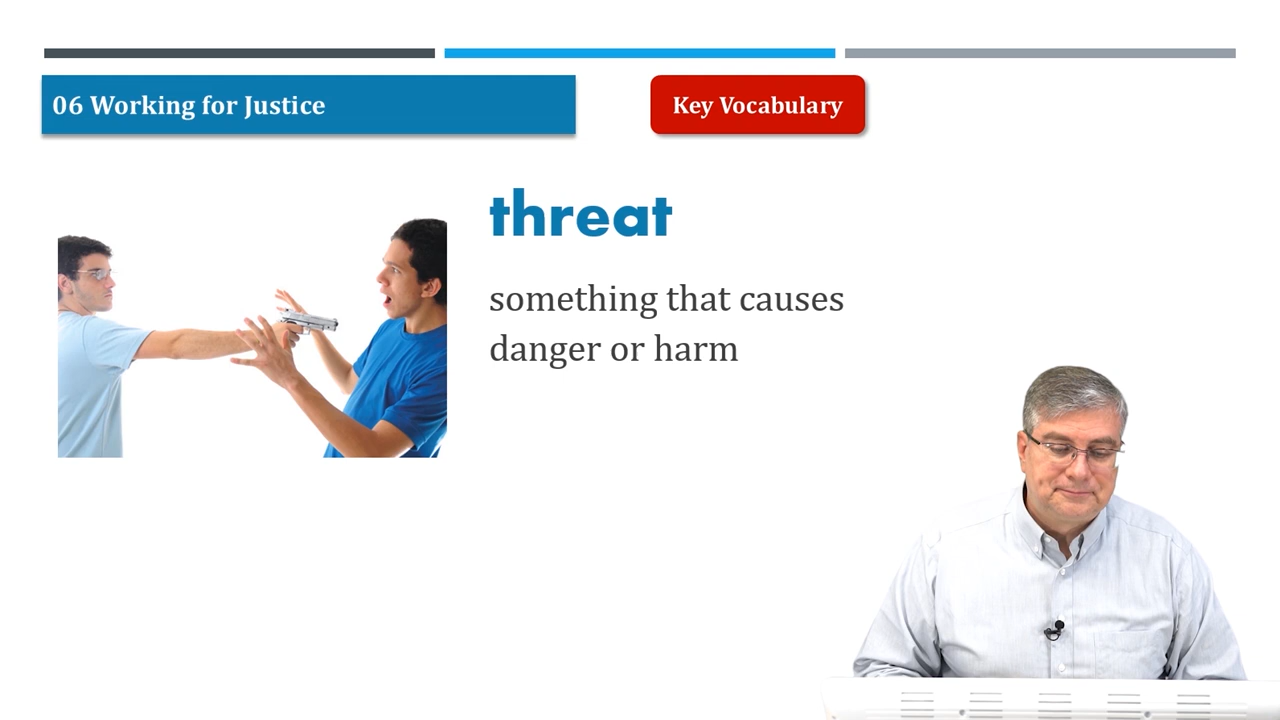 06 Working for Justice
Key Vocabulary
threat
something that causes
danger or harm